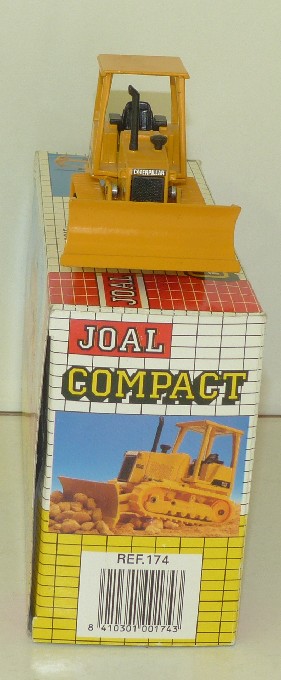 CATERPILLAR
JOAL
JOAL
COMPACT
REF.174
8 410301 001743